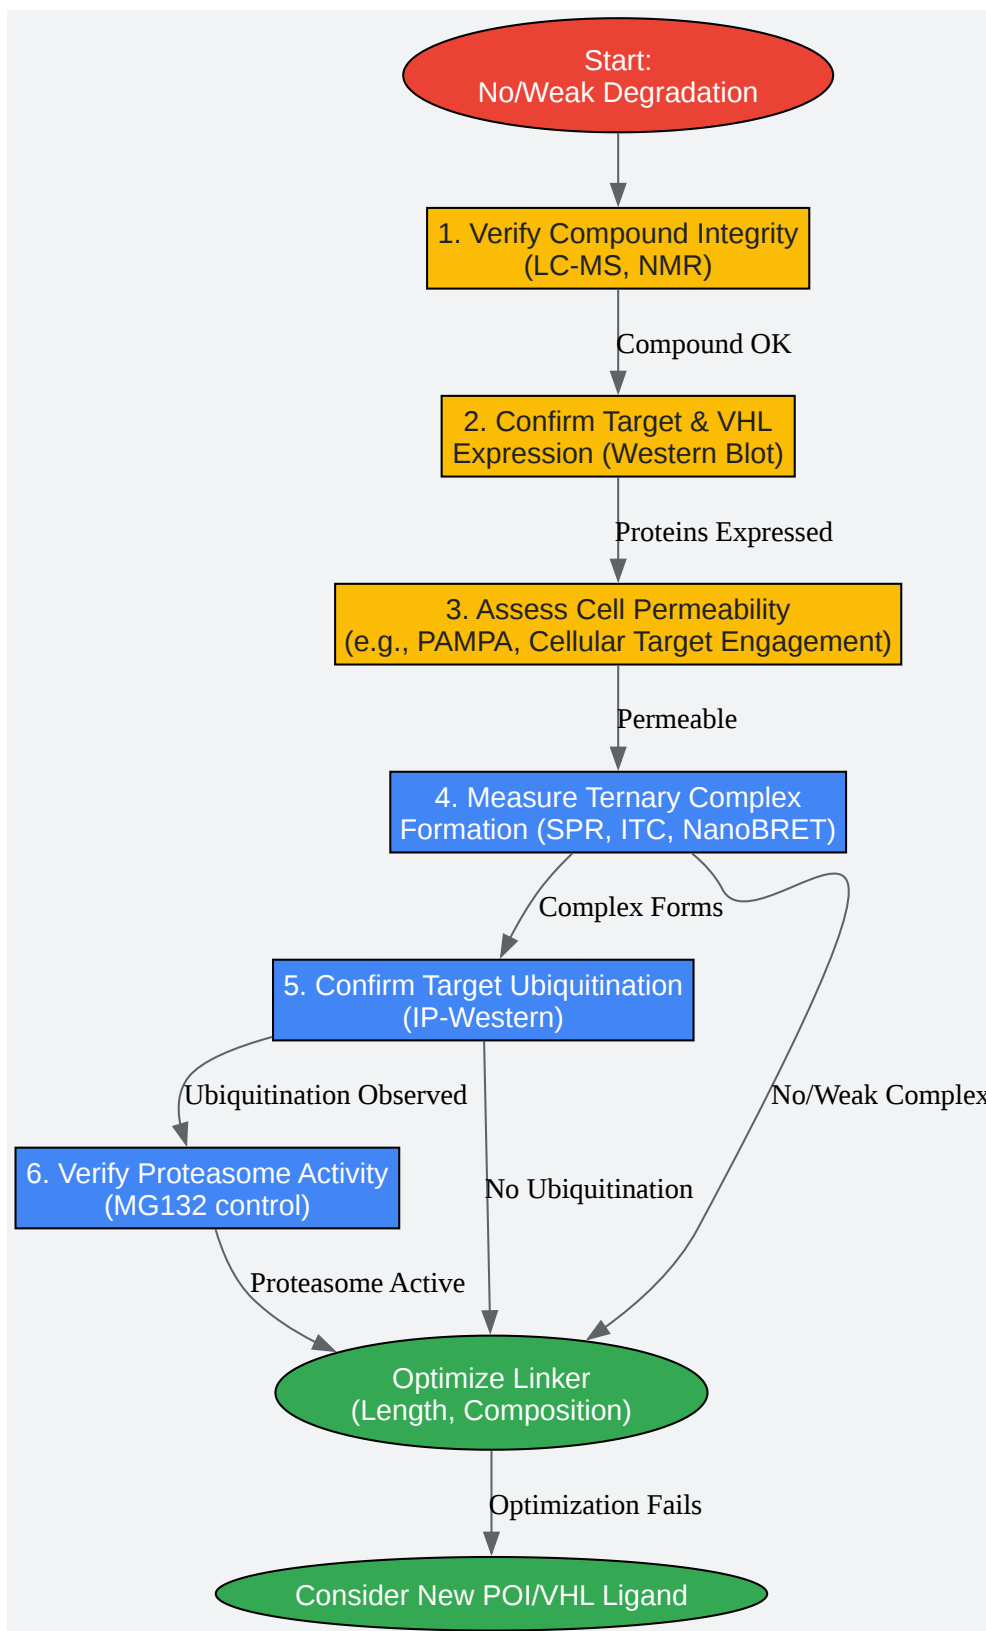 Start:
No/Weak Degradation
1. Verify Compound Integrity
(LC-MS, NMR)
Compound OK
2. Confirm Target & VHL
Expression (Western Blot)
Proteins Expressed
3. Assess Cell Permeability
(e.g., PAMPA, Cellular Target Engagement)
Permeable
4. Measure Ternary Complex
Formation (SPR, ITC, NanoBRET)
Complex Forms
5. Confirm Target Ubiquitination
(IP-Western)
Ubiquitination Observed
No/Weak Complex
6. Verify Proteasome Activity
(MG132 control)
No Ubiquitination
Proteasome Active
Optimize Linker
(Length, Composition)
Optimization Fails
Consider New POI/VHL Ligand